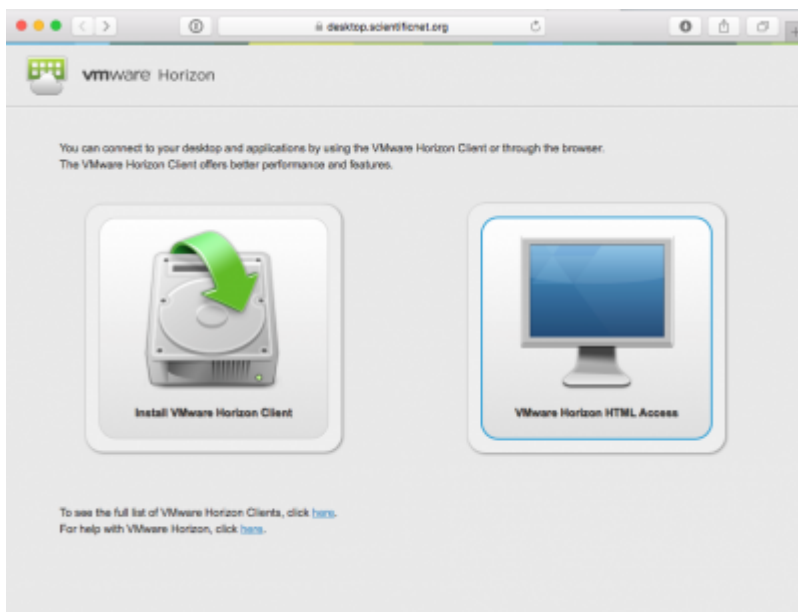 desktop.scientificnet.org
vmware Horizon
You can connect to your desktop and applications by using the VMware Horizon Client or through the browser.
The VMware Horizon Client offers better performance and features.
Install VMware Horizon Client
VMware Horizon HTML Access
To see the full list of VMware Horizon Clients, click here.
For help with VMware Horizon, click here.